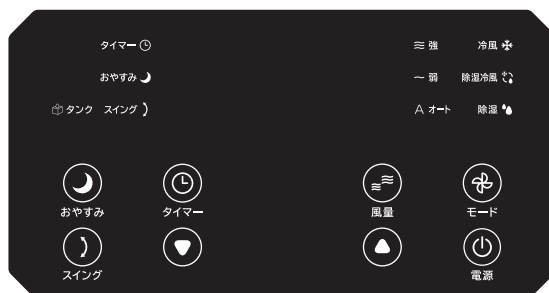 タイマー
強 冷風
おやすみ
弱 除湿冷風
タンク スイング
A オート 除湿
おやすみ タイマー 風量 モード
スイング 電源